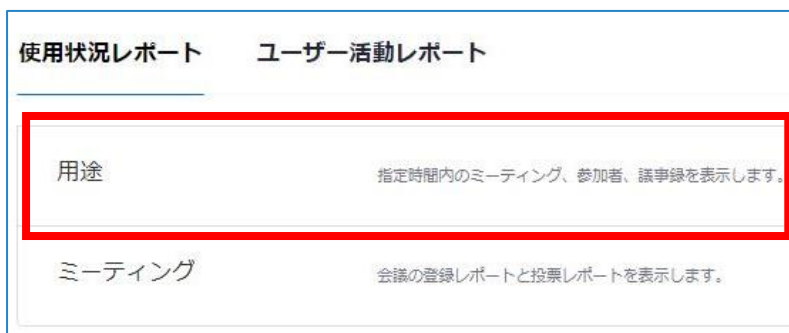 使用状況レポート ユーザー活動レポート
用途 指定時間内のミーティング、参加者、議事録を表示します。
ミーティング 会議の登録レポートと投票レポートを表示します。